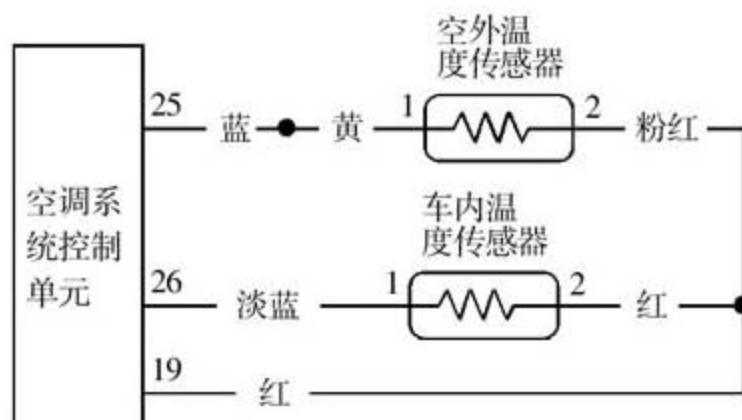 空外温
度传感器
25
蓝
黄
1
2
粉红
空调系
统控制
单元
车内温
度传感器
26
淡蓝
1
2
红
19
红